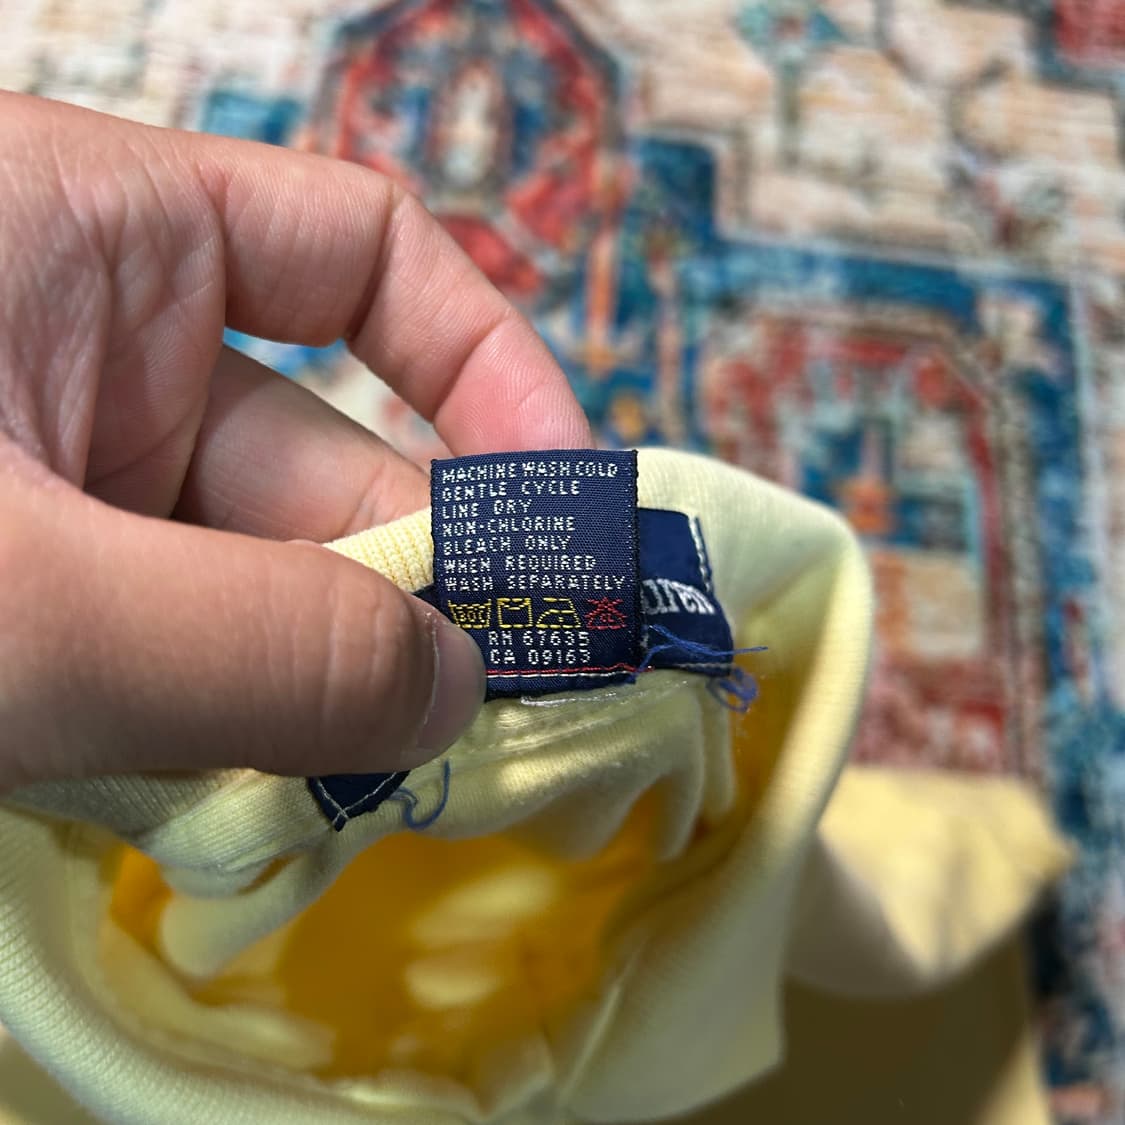 MACHINE WASH COLD
GENTLE CYCLE
LINE DRY
NON-CHLORINE
BLEACH ONLY
WHEN REQUIRED
WASH SEPARATELY
RN 67635
CA 09163